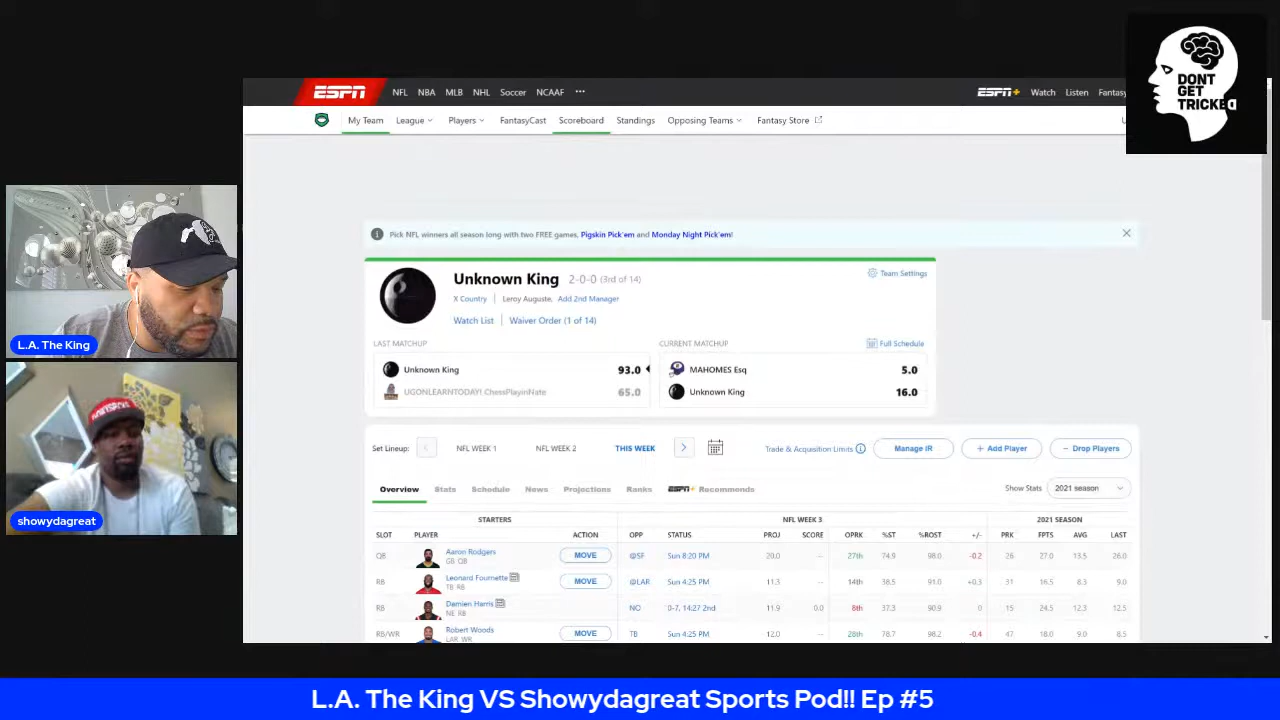 DONT
GET
TRICKED
ESPN NFL NBA MLB NHL Soccer NCAAF ••• ESPN+ Watch Listen Fantasy
My Team League Players FantasyCast Scoreboard Standings Opposing Teams Fantasy Store
Pick NFL winners all season long with two FREE games, Pigskin Pick'em and Monday Night Pick'em!
Unknown King 2-0-0 (3rd of 14) Team Settings
X Country | Leroy Auguste, Add 2nd Manager
Watch List | Waiver Order (1 of 14)
LAST MATCHUP CURRENT MATCHUP Full Schedule
Unknown King 93.0 MAHOMES Esq 5.0
UGONLEARNTODAY! ChessPlayinNate 65.0 Unknown King 16.0
L.A. The King
Set Lineup: NFL WEEK 1 NFL WEEK 2 THIS WEEK Trade & Acquisition Limits Manage IR + Add Player - Drop Players
Overview Stats Schedule News Projections Ranks ESPN+ Recommends Show Stats 2021 season
STARTERS NFL WEEK 3 2021 SEASON
SLOT PLAYER ACTION OPP STATUS PROJ SCORE OPRK %ST %ROST +/- PRK FPTS AVG LAST
QB Aaron Rodgers MOVE @SF Sun 8:20 PM 20.0 -- 27th 74.9 98.0 -0.2 26 27.0 13.5 26.0
GB QB
RB Leonard Fournette MOVE @LAR Sun 4:25 PM 11.3 -- 14th 38.5 91.0 +0.3 31 16.5 8.3 9.0
TB RB
RB Damien Harris NO 0-7, 14:27 2nd 11.9 0.0 8th 37.3 90.9 0 15 24.5 12.3 12.5
NE RB
RB/WR Robert Woods MOVE TB Sun 4:25 PM 12.0 -- 28th 78.7 98.2 -0.4 47 18.0 9.0 8.5
LAR WR
showydagreat
L.A. The King VS Showydagreat Sports Pod!! Ep #5